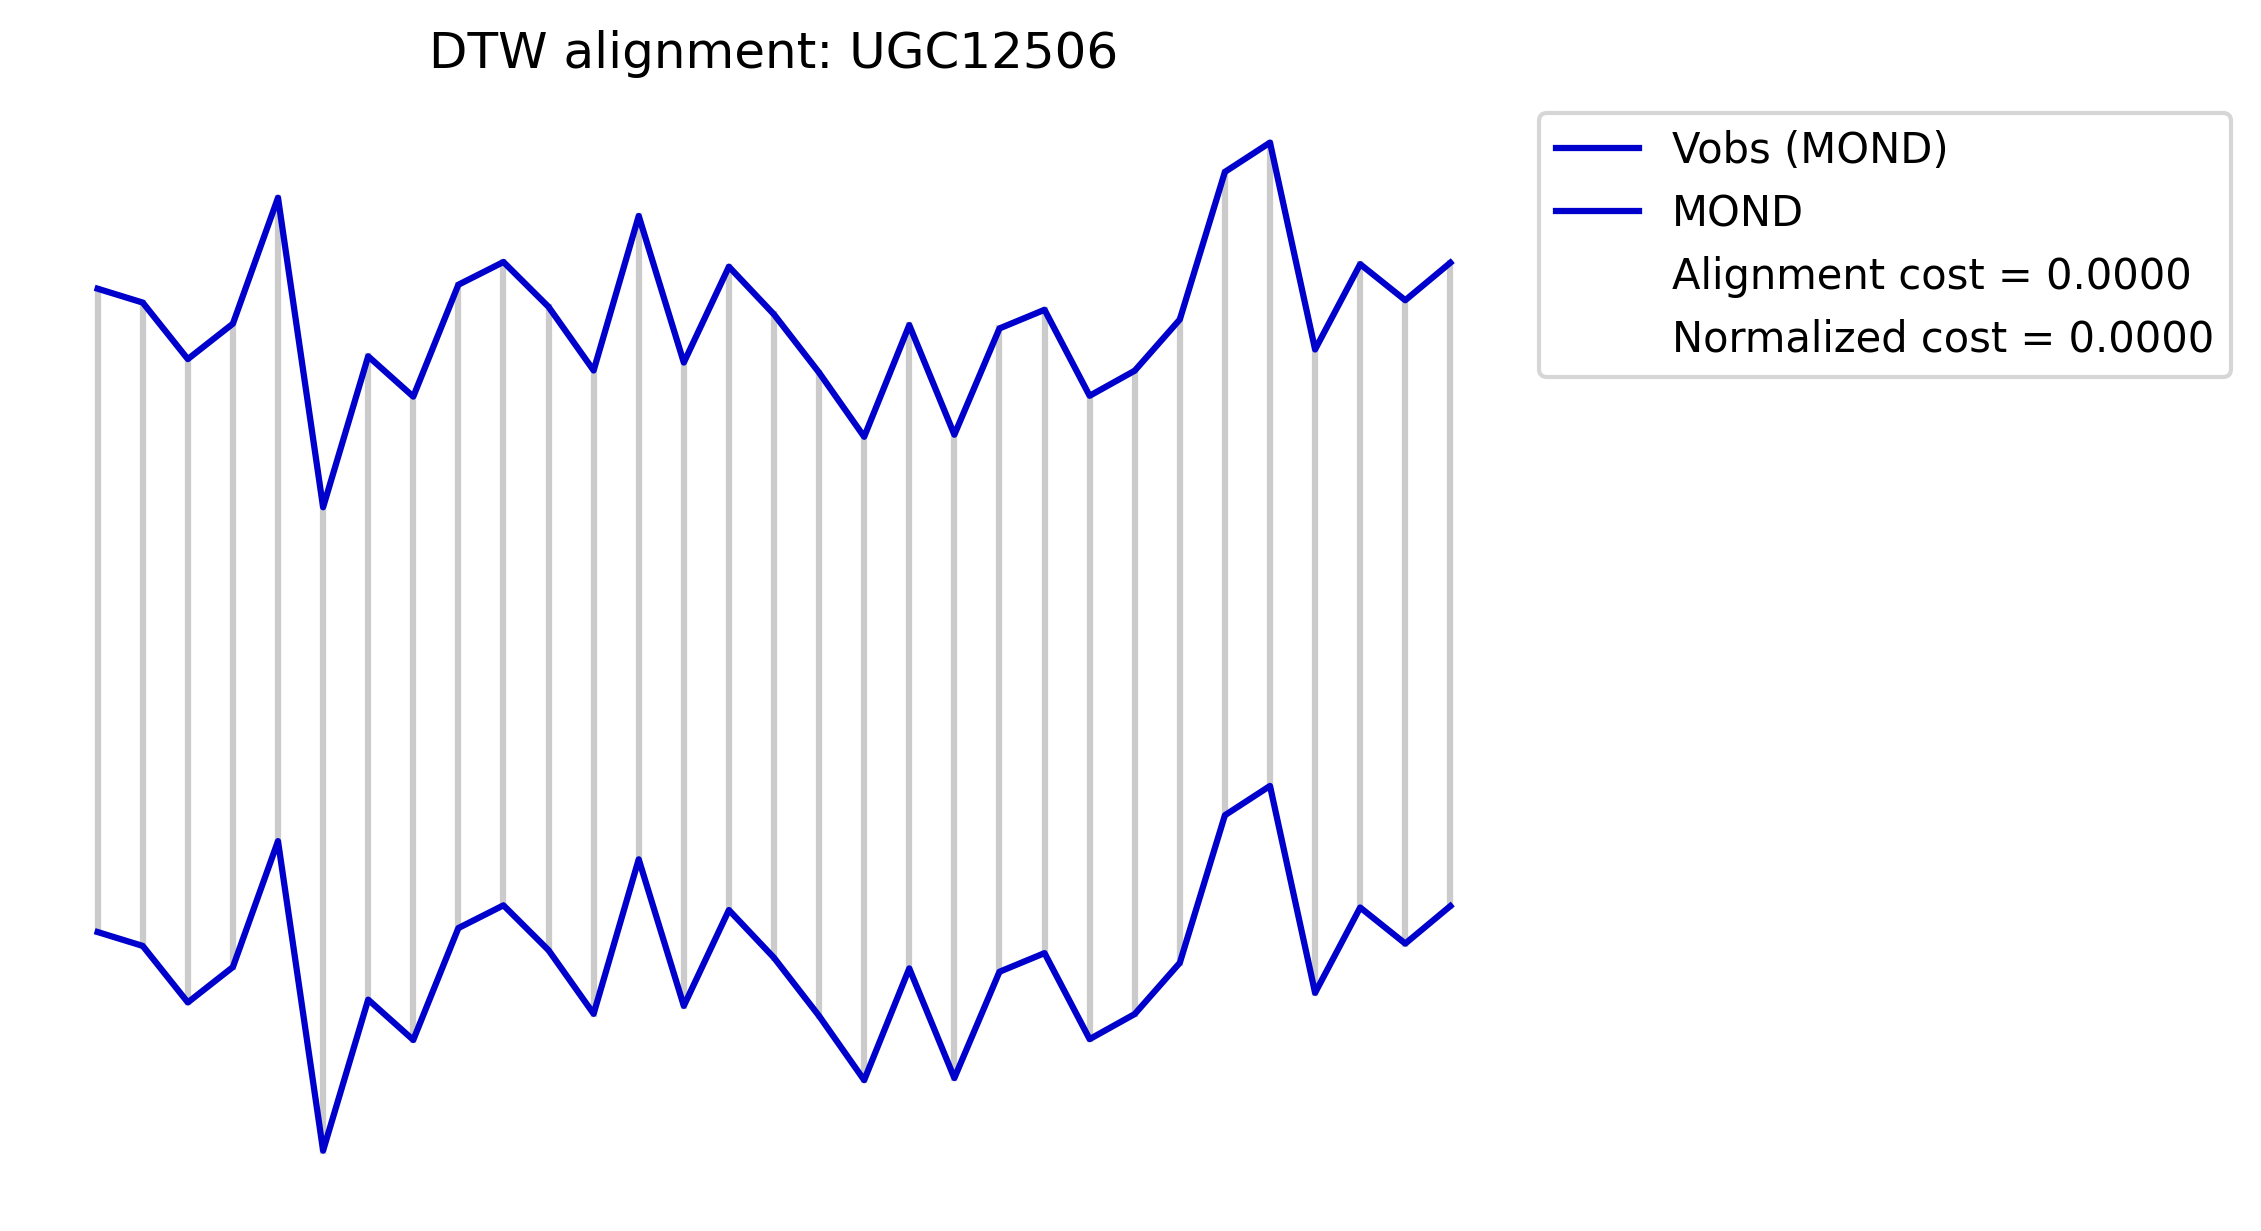 DTW alignment: UGC12506
Vobs (MOND)
MOND
Alignment cost = 0.0000
Normalized cost = 0.0000